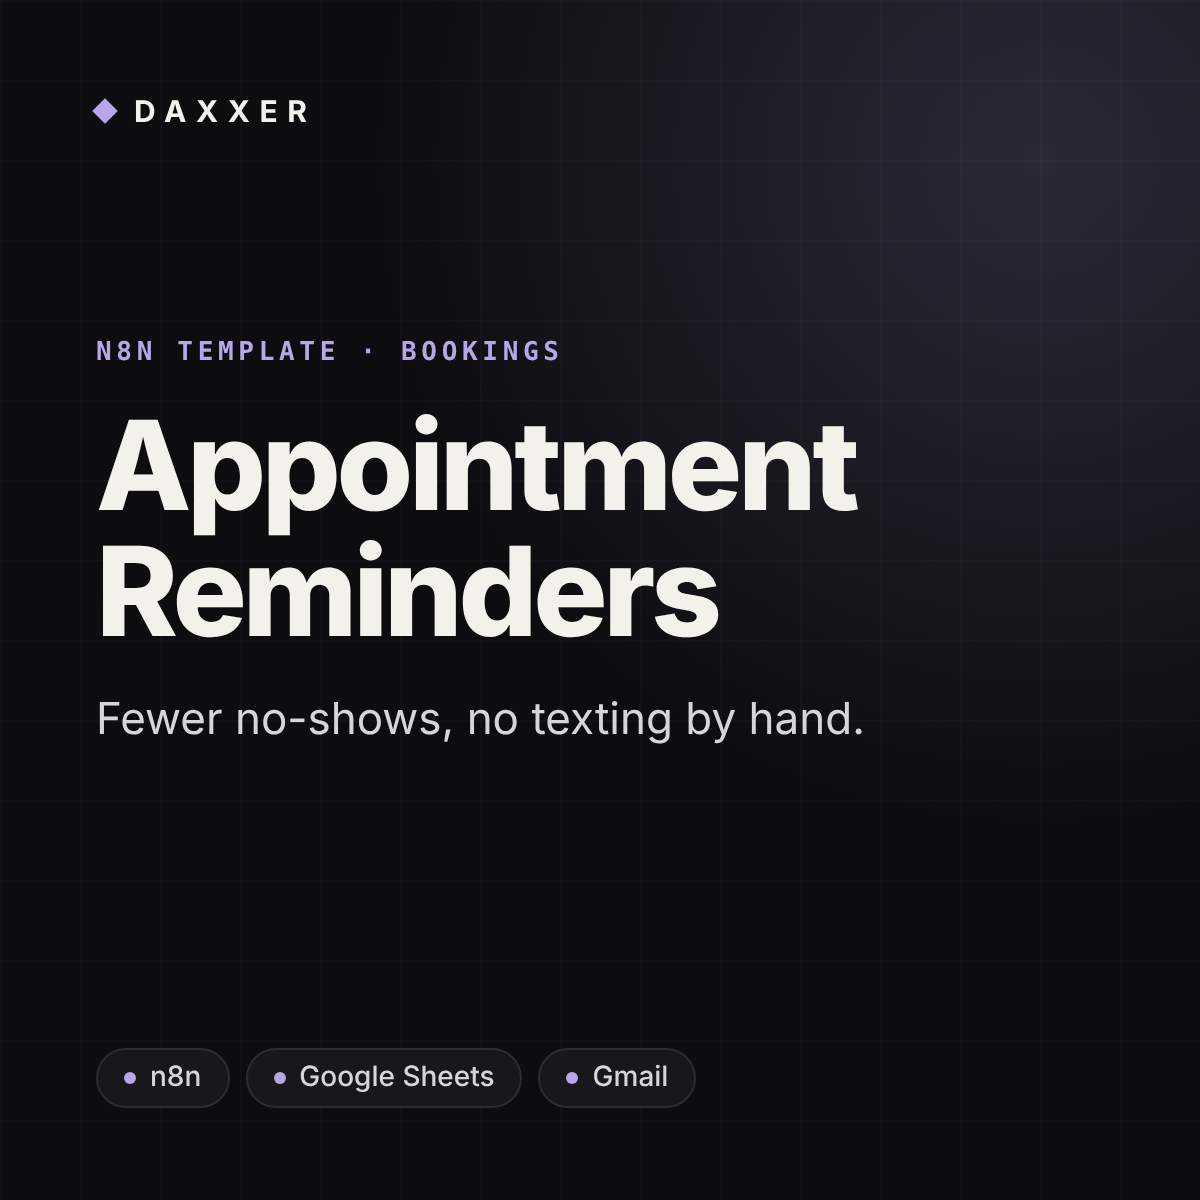 DAXXER
N8N TEMPLATE · BOOKINGS
Appointment
Reminders
Fewer no-shows, no texting by hand.
n8n
Google Sheets
Gmail